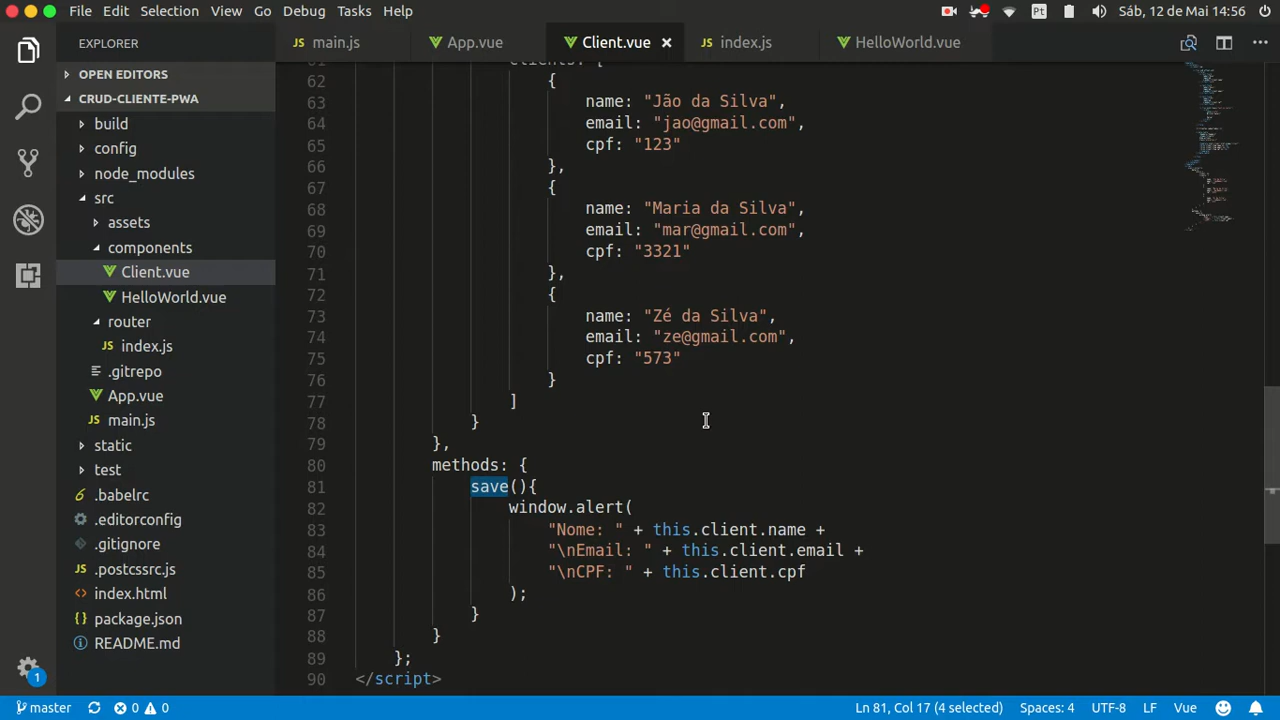 File Edit Selection View Go Debug Tasks Help
Pt
Sáb, 12 de Mai 14:56
EXPLORER
main.js
App.vue
Client.vue
index.js
HelloWorld.vue
OPEN EDITORS
CRUD-CLIENTE-PWA
build
config
node_modules
src
assets
components
Client.vue
HelloWorld.vue
router
index.js
.gitrepo
App.vue
main.js
static
test
.babelrc
.editorconfig
.gitignore
.postcssrc.js
index.html
package.json
README.md
1
61 clients: [
62 {
63 name: "Jão da Silva",
64 email: "jao@gmail.com",
65 cpf: "123"
66 },
67 {
68 name: "Maria da Silva",
69 email: "mar@gmail.com",
70 cpf: "3321"
71 },
72 {
73 name: "Zé da Silva",
74 email: "ze@gmail.com",
75 cpf: "573"
76 }
77 ]
78 }
79 },
80 methods: {
81 save(){
82 window.alert(
83 "Nome: " + this.client.name +
84 "\nEmail: " + this.client.email +
85 "\nCPF: " + this.client.cpf
86 );
87 }
88 }
89 };
90 </script>
master
0 0
Ln 81, Col 17 (4 selected)
Spaces: 4
UTF-8
LF
Vue